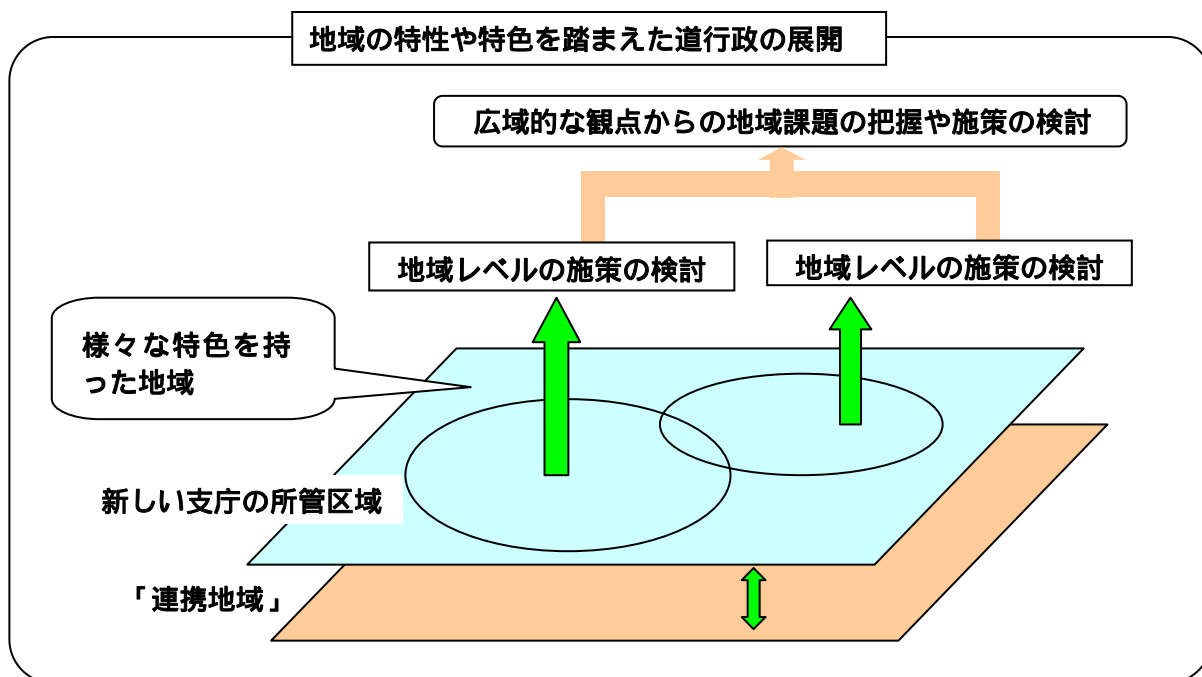 地域の特性や特色を踏まえた道行政の展開
広域的な観点からの地域課題の把握や施策の検討
地域レベルの施策の検討
地域レベルの施策の検討
様々な特色を持
った地域
新しい支庁の所管区域
「連携地域」